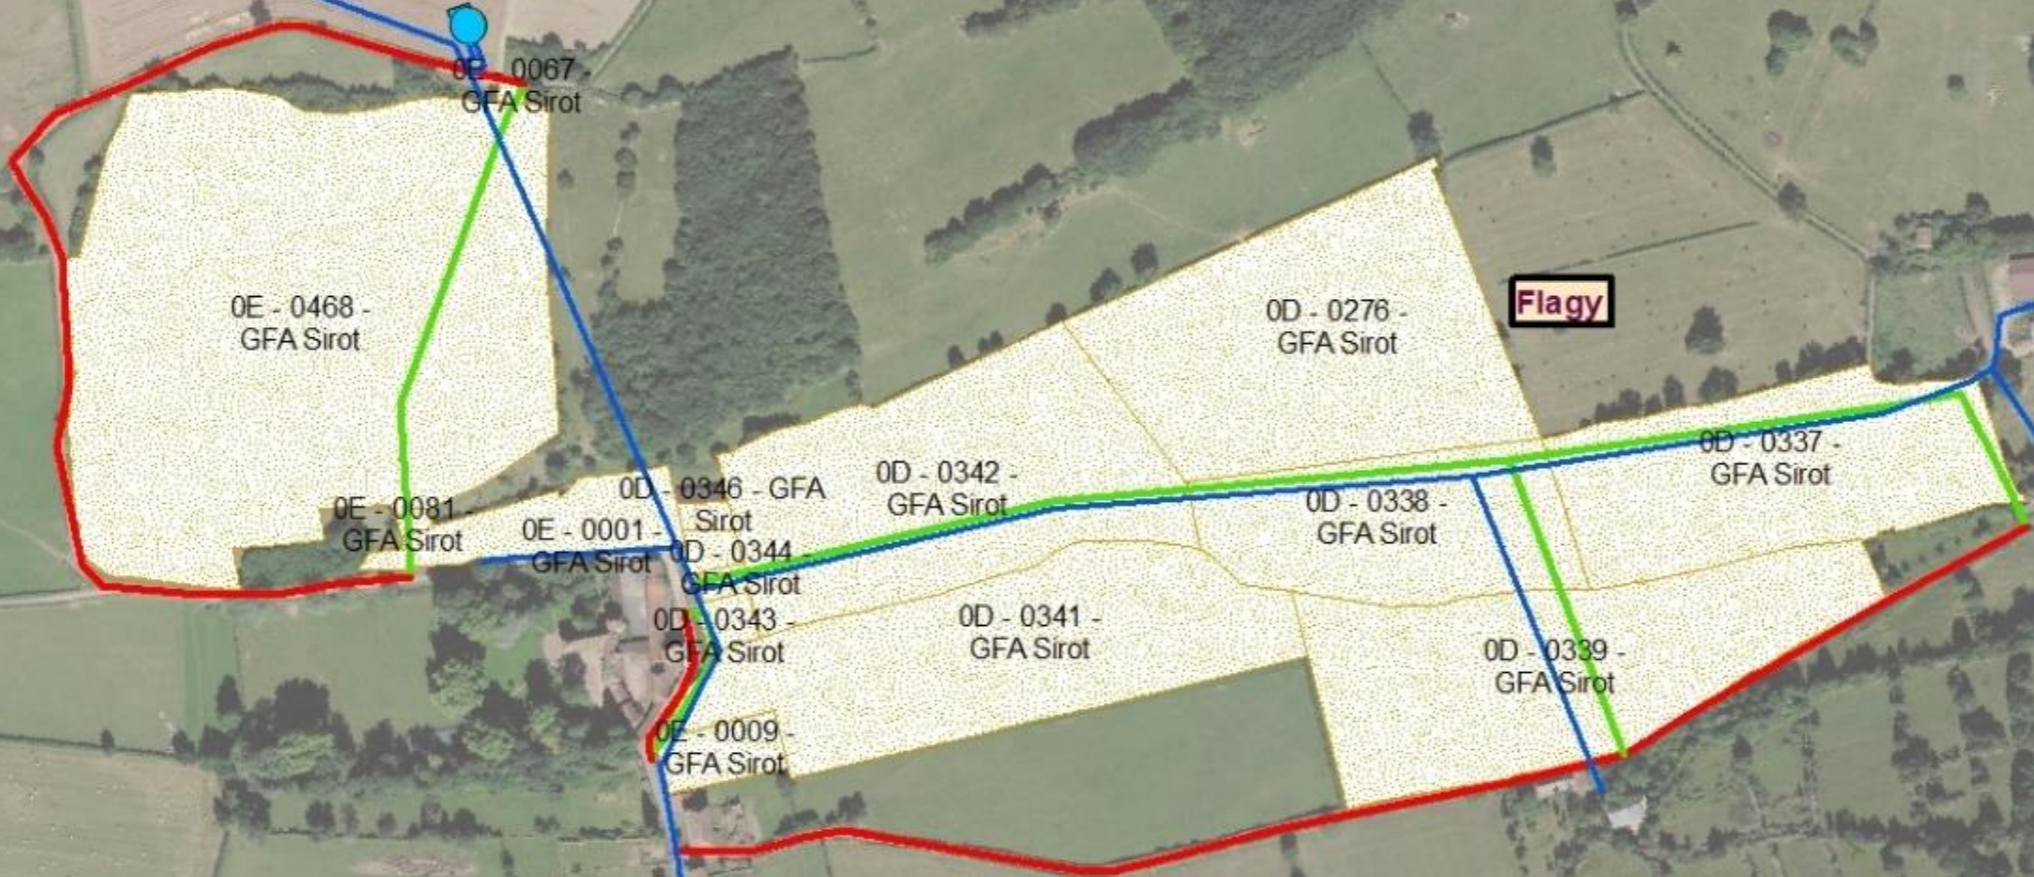 0E - 0067 -
GFA Sirot
0E - 0468 -
GFA Sirot
0D - 0276 -
GFA Sirot
Flagy
0D - 0337 -
GFA Sirot
0D - 0342 -
GFA Sirot
0D - 0346 - GFA
Sirot
0D - 0338 -
GFA Sirot
0E - 0081 -
GFA Sirot
0E - 0001 -
GFA Sirot
0D - 0344 -
GFA Sirot
0D - 0343 -
GFA Sirot
0D - 0341 -
GFA Sirot
0D - 0339 -
GFA Sirot
0E - 0009 -
GFA Sirot